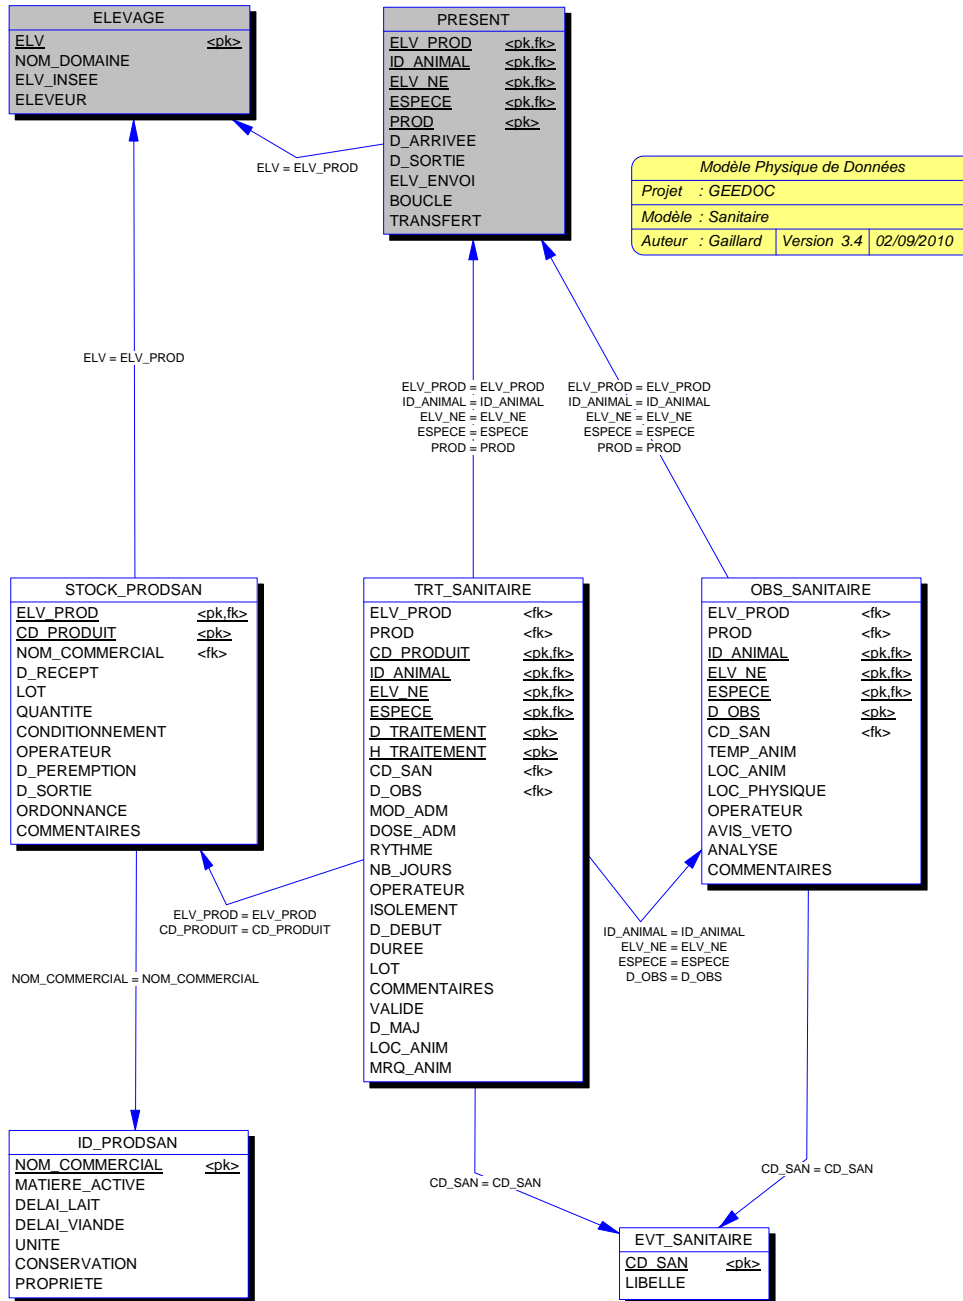 ELEVAGE
ELV <pk>
NOM_DOMAINE
ELV_INSEE
ELEVEUR
PRESENT
ELV_PROD <pk,fk>
ID_ANIMAL <pk,fk>
ELV_NE <pk,fk>
ESPECE <pk,fk>
PROD <pk>
D_ARRIVEE
D_SORTIE
ELV_ENVOI
BOUCLE
TRANSFERT
ELV = ELV_PROD
Modèle Physique de Données
Projet : GEEDOC
Modèle : Sanitaire
Auteur : Gaillard Version 3.4 02/09/2010
ELV = ELV_PROD
ELV_PROD = ELV_PROD
ID_ANIMAL = ID_ANIMAL
ELV_NE = ELV_NE
ESPECE = ESPECE
PROD = PROD
ELV_PROD = ELV_PROD
ID_ANIMAL = ID_ANIMAL
ELV_NE = ELV_NE
ESPECE = ESPECE
PROD = PROD
STOCK_PRODSAN
ELV_PROD <pk,fk>
CD_PRODUIT <pk>
NOM_COMMERCIAL <fk>
D_RECEPT
LOT
QUANTITE
CONDITIONNEMENT
OPERATEUR
D_PEREMPTION
D_SORTIE
ORDONNANCE
COMMENTAIRES
TRT_SANITAIRE
ELV_PROD <fk>
PROD <fk>
CD_PRODUIT <pk,fk>
ID_ANIMAL <pk,fk>
ELV_NE <pk,fk>
ESPECE <pk,fk>
D_TRAITEMENT <pk>
H_TRAITEMENT <pk>
CD_SAN <fk>
D_OBS <fk>
MOD_ADM
DOSE_ADM
RYTHME
NB_JOURS
OPERATEUR
ISOLEMENT
D_DEBUT
DUREE
LOT
COMMENTAIRES
VALIDE
D_MAJ
LOC_ANIM
MRQ_ANIM
OBS_SANITAIRE
ELV_PROD <fk>
PROD <fk>
ID_ANIMAL <pk,fk>
ELV_NE <pk,fk>
ESPECE <pk,fk>
D_OBS <pk>
CD_SAN <fk>
TEMP_ANIM
LOC_ANIM
LOC_PHYSIQUE
OPERATEUR
AVIS_VETO
ANALYSE
COMMENTAIRES
ELV_PROD = ELV_PROD
CD_PRODUIT = CD_PRODUIT
ID_ANIMAL = ID_ANIMAL
ELV_NE = ELV_NE
ESPECE = ESPECE
D_OBS = D_OBS
NOM_COMMERCIAL = NOM_COMMERCIAL
ID_PRODSAN
NOM_COMMERCIAL <pk>
MATIERE_ACTIVE
DELAI_LAIT
DELAI_VIANDE
UNITE
CONSERVATION
PROPRIETE
CD_SAN = CD_SAN
CD_SAN = CD_SAN
EVT_SANITAIRE
CD_SAN <pk>
LIBELLE